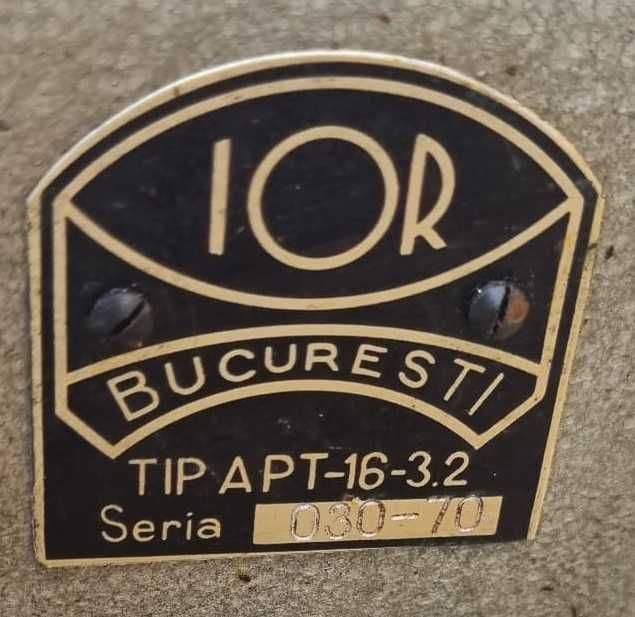 IOR
BUCURESTI
TIP APT-16-3.2
Seria 030-70